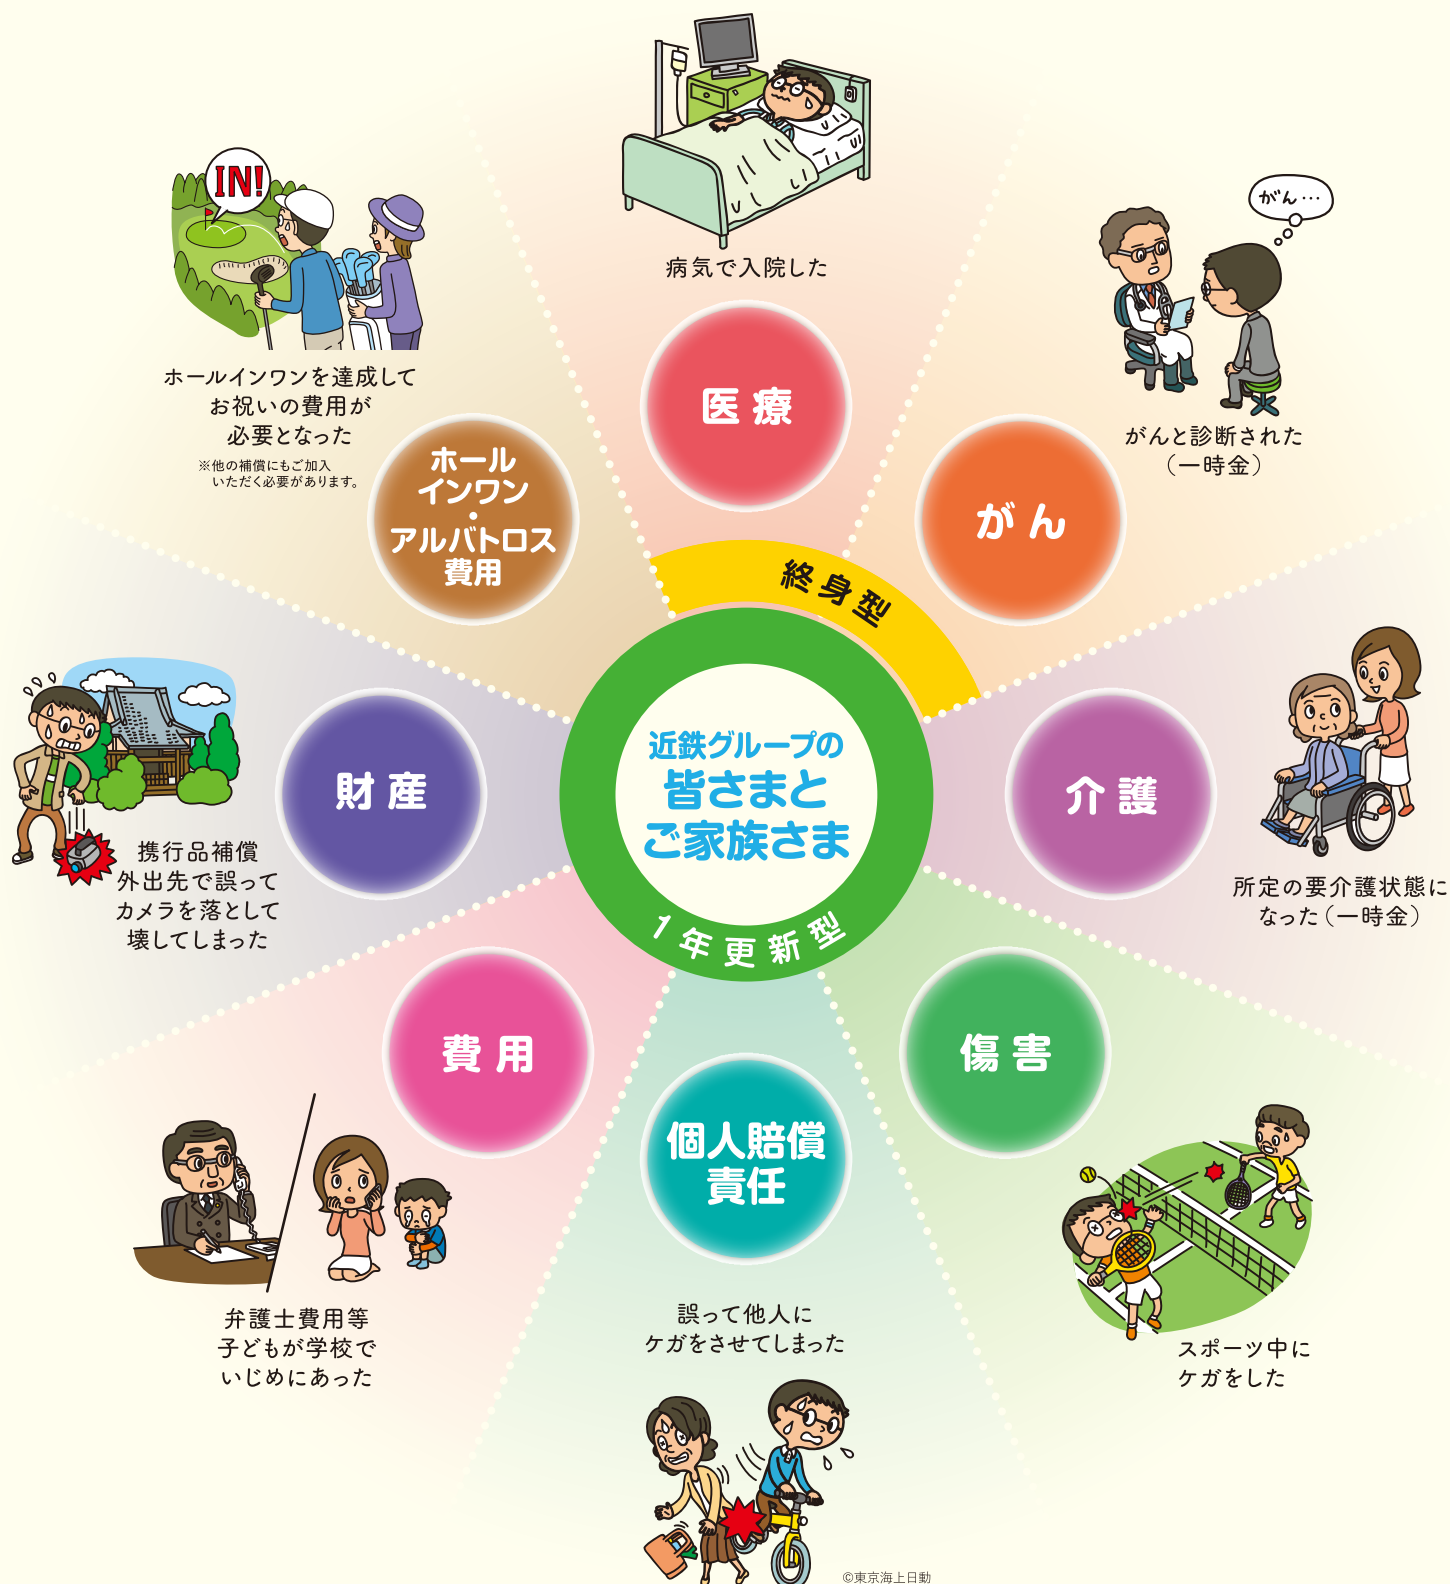 病気で入院した
医療
IN!
ホールインワンを達成して
お祝いの費用が
必要となった
※他の補償にもご加入
いただく必要があります。
ホール
インワン
・
アルバトロス
費用
がん…
がんと診断された
（一時金）
がん
終身型
近鉄グループの
皆さまと
ご家族さま
1年更新型
財産
携行品補償
外出先で誤って
カメラを落として
壊してしまった
介護
所定の要介護状態に
なった（一時金）
費用
弁護士費用等
子どもが学校で
いじめにあった
個人賠償
責任
誤って他人に
ケガをさせてしまった
傷害
スポーツ中に
ケガをした
©東京海上日動